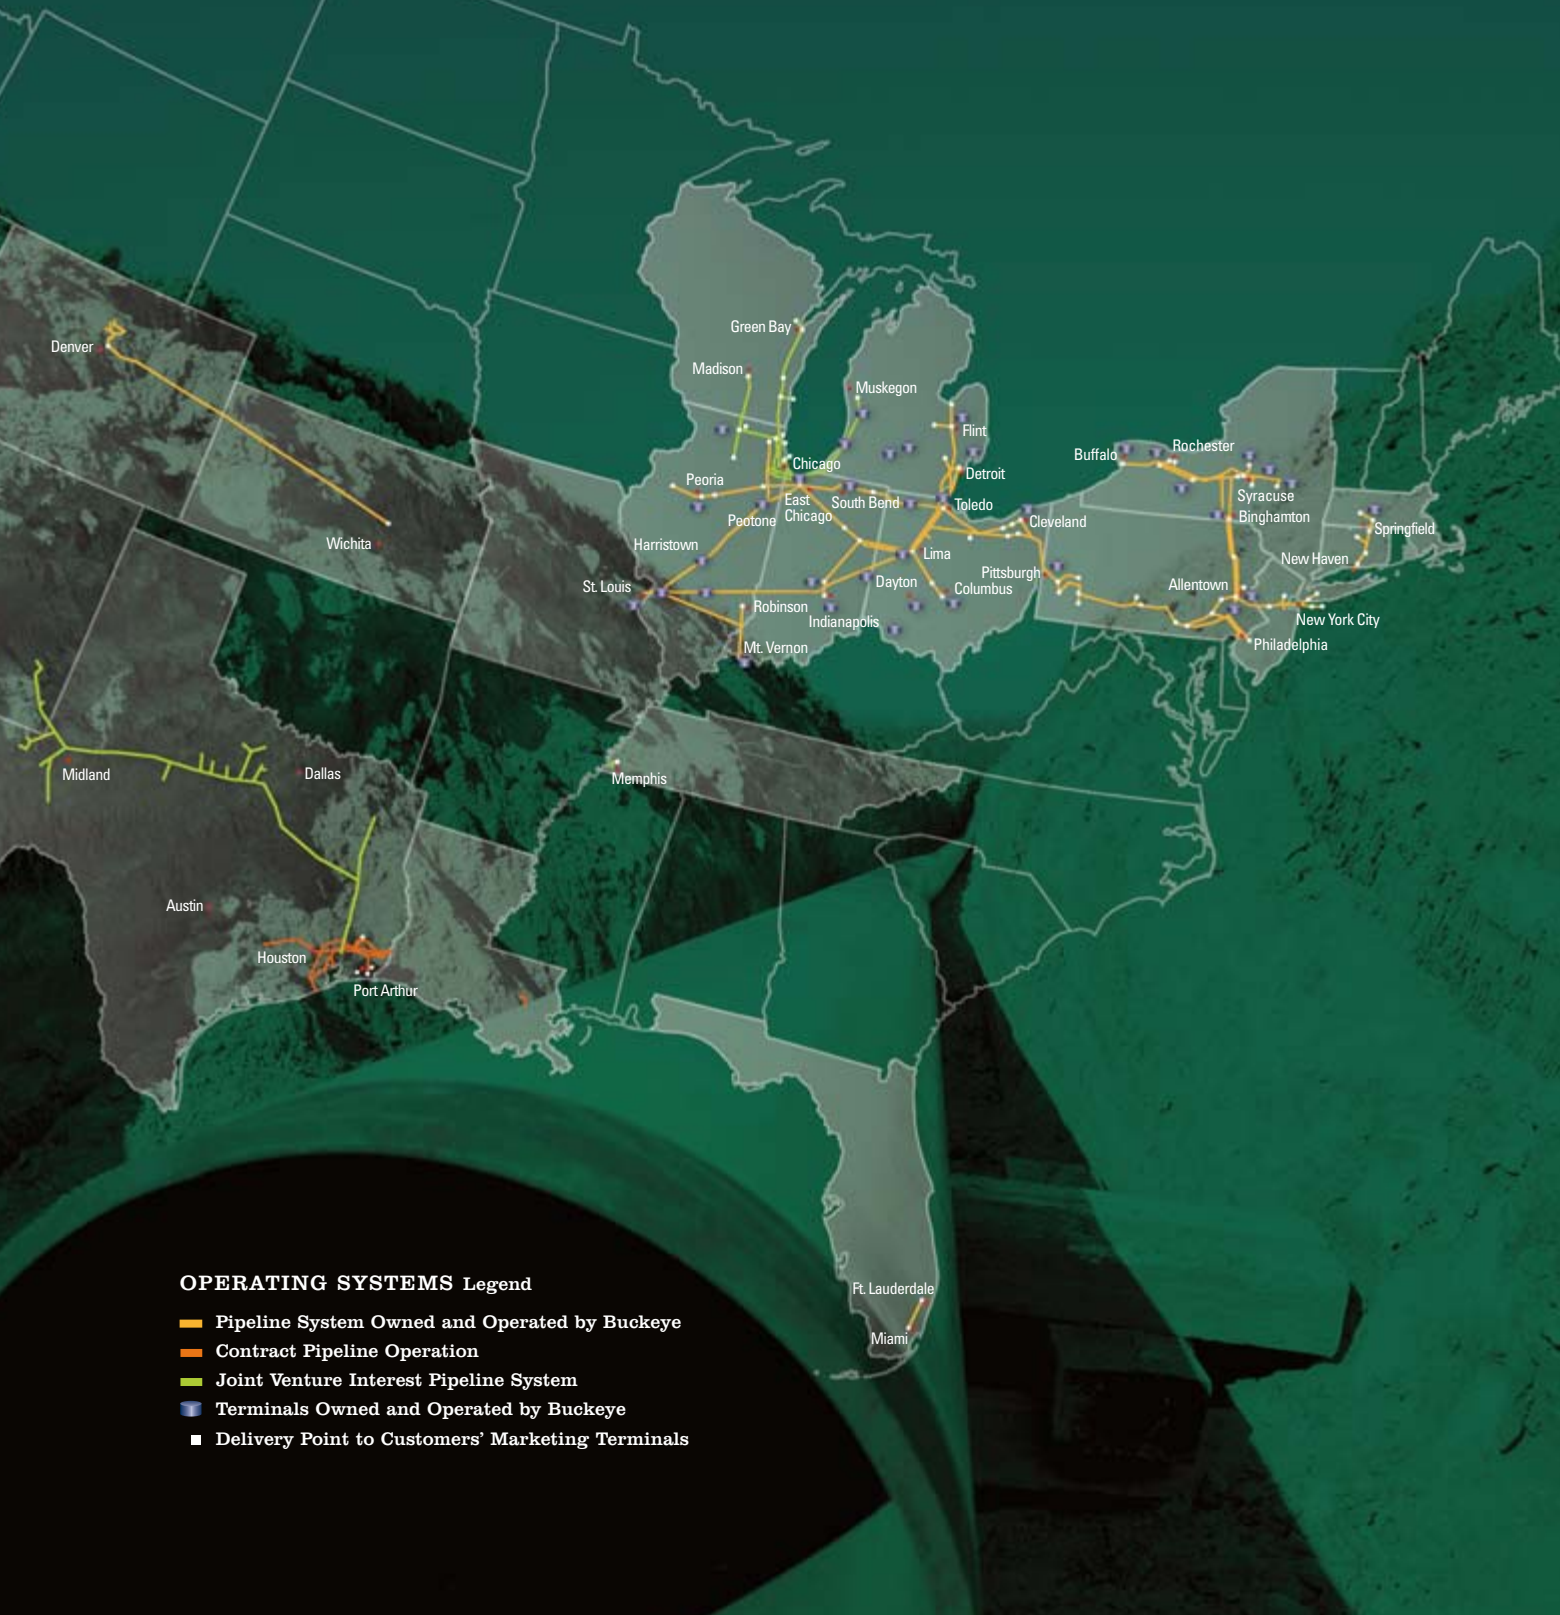 Green Bay
Denver
Madison
Muskegon
Flint
Rochester
Buffalo
Chicago
Detroit
Peoria
Syracuse
East
Chicago
South Bend
Toledo
Binghamton
Peotone
Cleveland
Springfield
Wichita
Harristown
Lima
New Haven
Pittsburgh
St. Louis
Dayton
Columbus
Allentown
Robinson
Indianapolis
New York City
Mt. Vernon
Philadelphia
Midland
Dallas
Memphis
Austin
Houston
Port Arthur
Ft. Lauderdale
Miami
OPERATING SYSTEMS Legend
Pipeline System Owned and Operated by Buckeye
Contract Pipeline Operation
Joint Venture Interest Pipeline System
Terminals Owned and Operated by Buckeye
Delivery Point to Customers’ Marketing Terminals